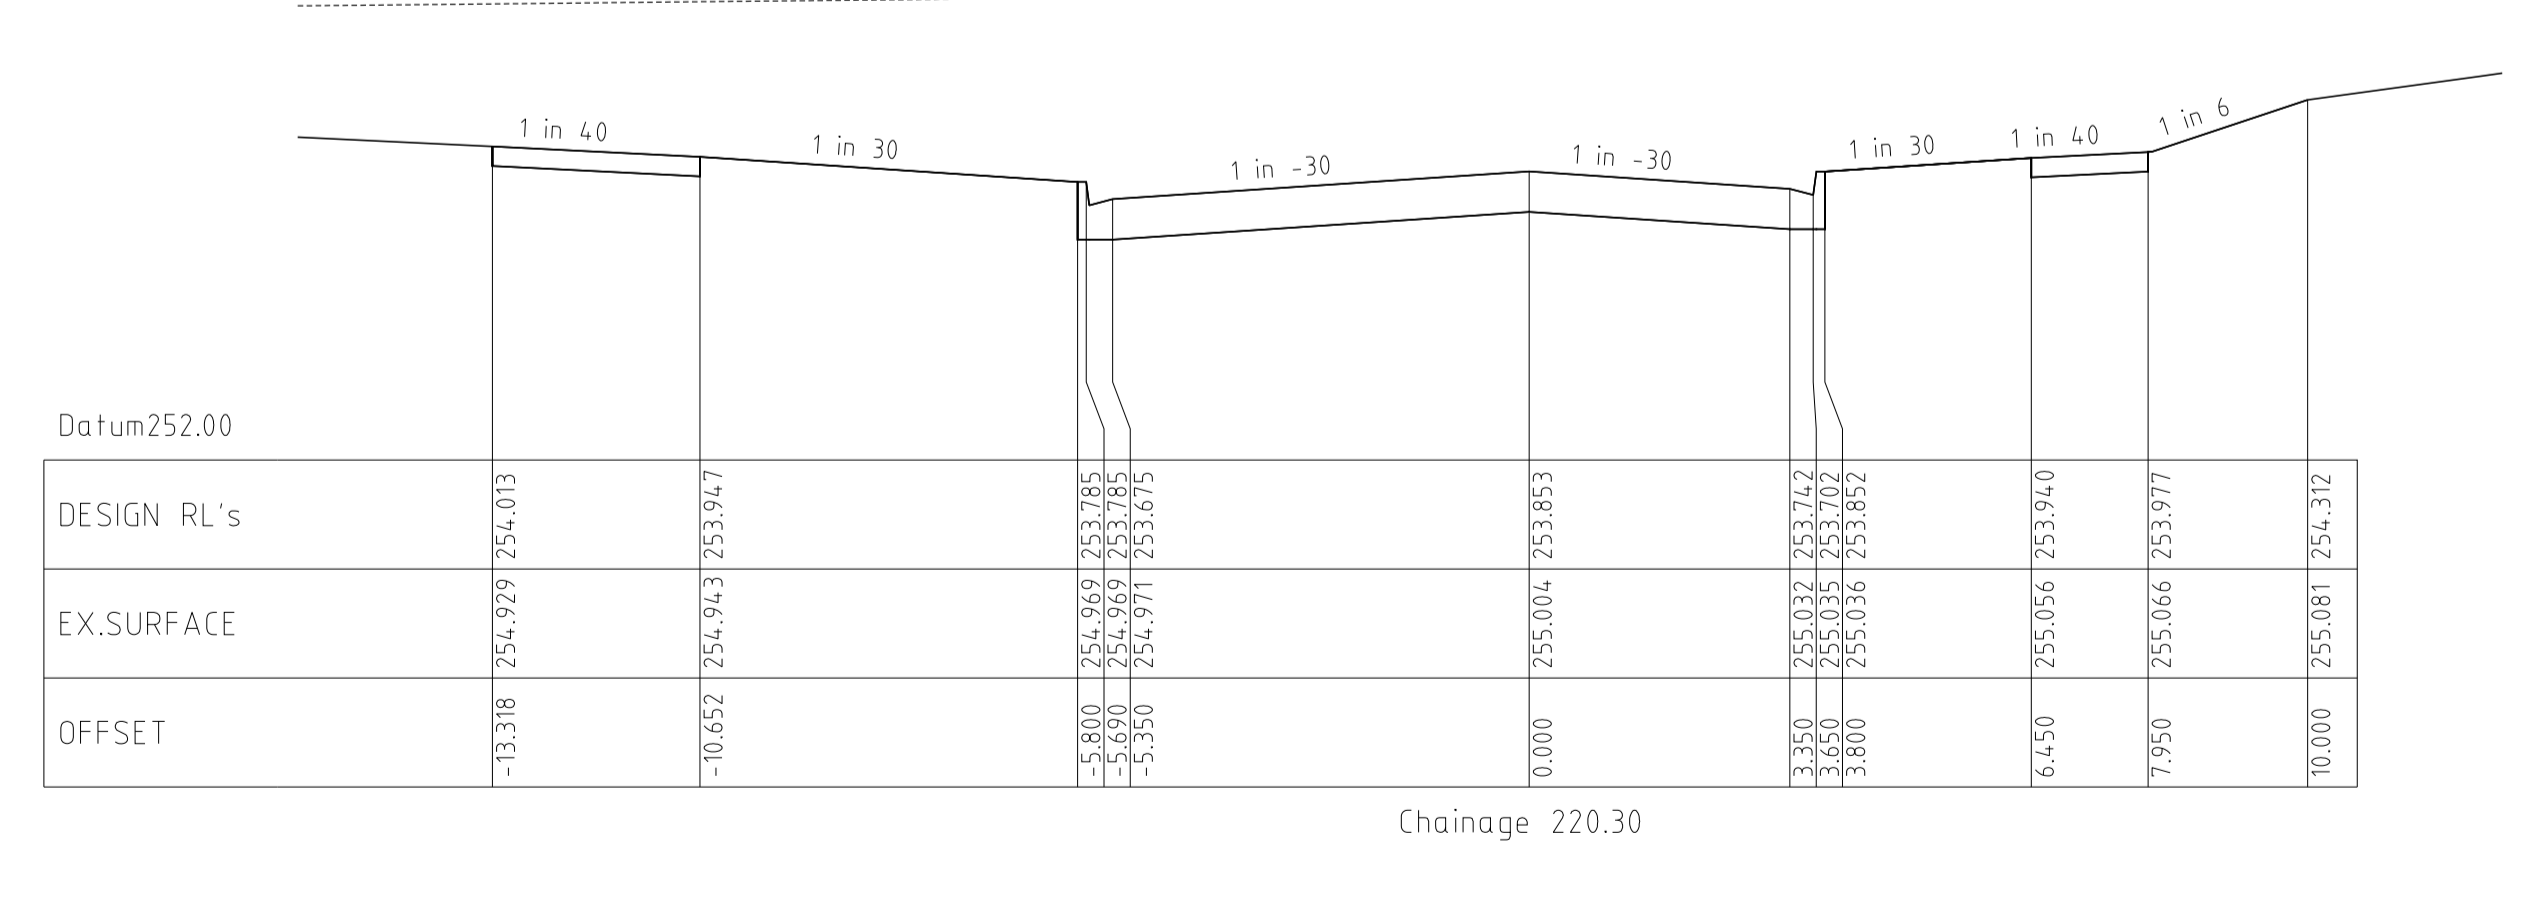 1 in 40
1 in 30
1 in -30
1 in -30
1 in 30
1 in 40
1 in 6
Datum252.00
DESIGN RL's 254.013 253.947 253.785 253.785 253.675 253.853 253.742 253.702 253.852 253.940 253.977 254.312
EX.SURFACE 254.929 254.943 254.969 254.969 254.971 255.004 255.032 255.035 255.036 255.056 255.066 255.081
OFFSET -13.318 -10.652 -5.800 -5.690 -5.350 0.000 3.350 3.650 3.800 6.450 7.950 10.000
Chainage 220.30